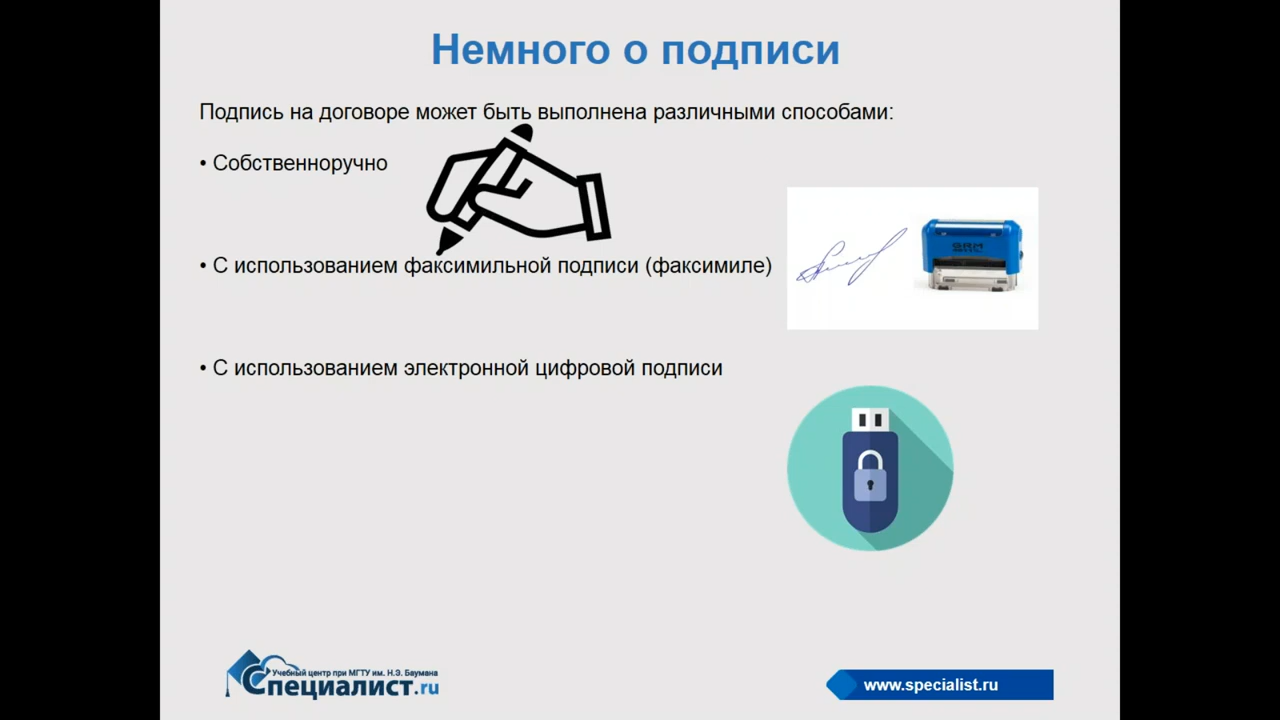 Немного о подписи
Подпись на договоре может быть выполнена различными способами:
• Собственноручно
• С использованием факсимильной подписи (факсимиле)
• С использованием электронной цифровой подписи
Учебный центр при МГТУ им. Н.Э. Баумана
Специалист.ru
www.specialist.ru